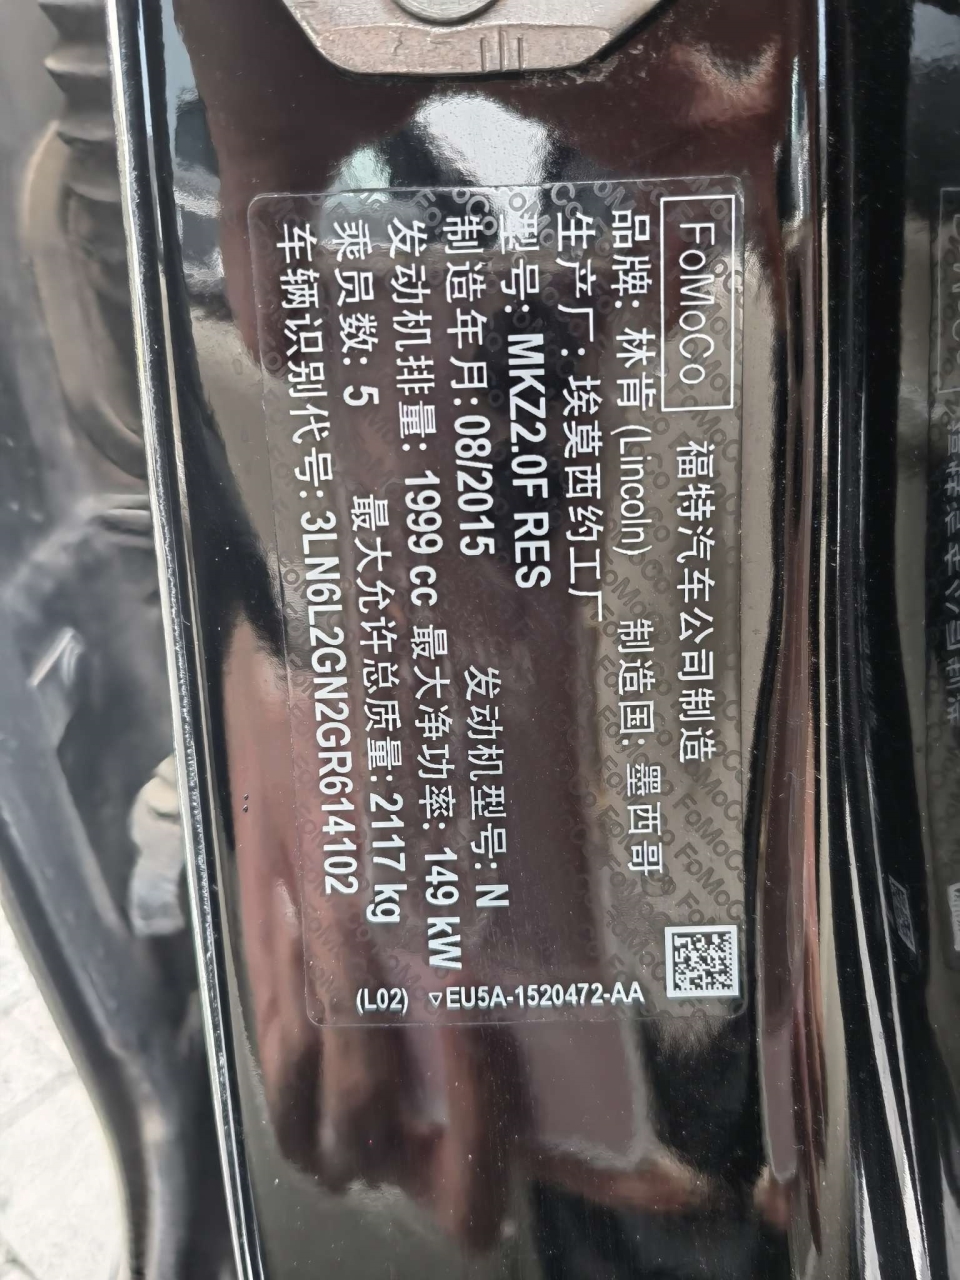 FoMoCo 福特汽车公司制造
品牌: 林肯 (Lincoln) 制造国: 墨西哥
生产厂: 埃莫西约工厂
型号: MKZ2.0F RES
制造年月: 08/2015 发动机型号: N
发动机排量: 1999 cc 最大净功率: 149 kW
乘员数: 5 最大允许总质量: 2117 kg
车辆识别代号: 3LN6L2GN2GR614102
(L02) ▽EU5A-1520472-AA